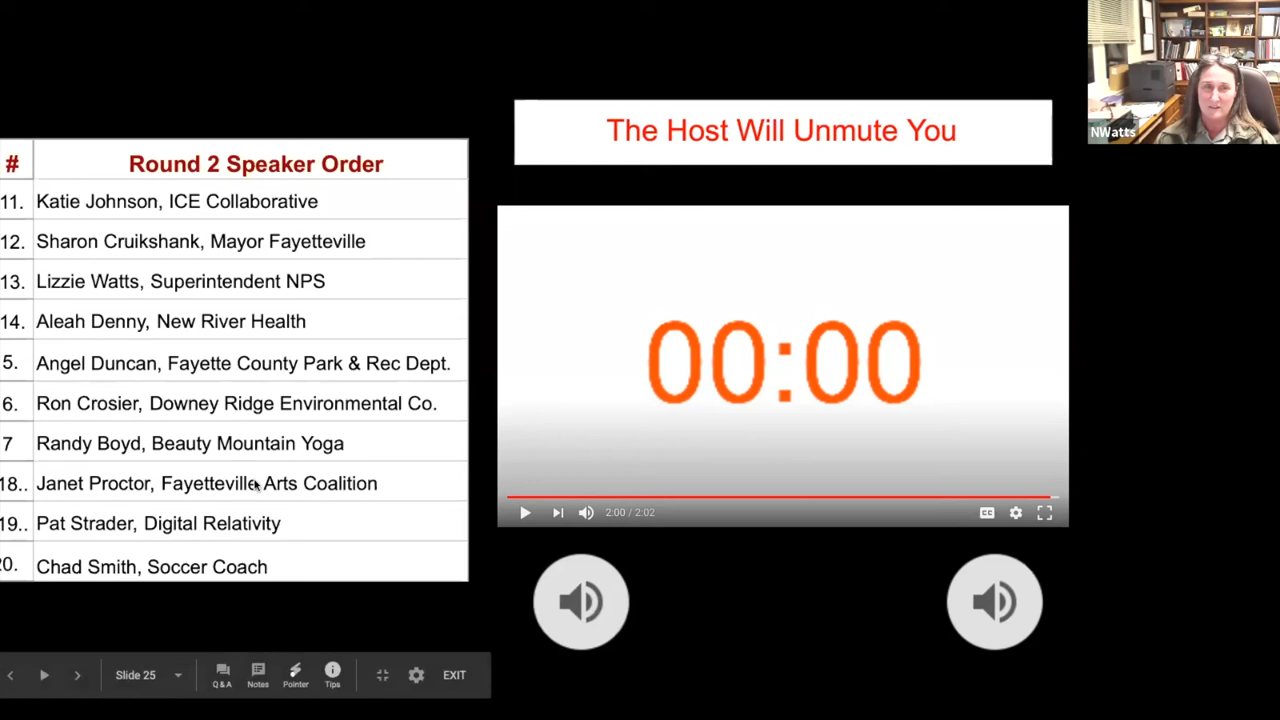 The Host Will Unmute You
NWatts
# Round 2 Speaker Order
11. Katie Johnson, ICE Collaborative
12. Sharon Cruikshank, Mayor Fayetteville
13. Lizzie Watts, Superintendent NPS
14. Aleah Denny, New River Health
5. Angel Duncan, Fayette County Park & Rec Dept.
6. Ron Crosier, Downey Ridge Environmental Co.
7 Randy Boyd, Beauty Mountain Yoga
18.. Janet Proctor, Fayetteville Arts Coalition
19.. Pat Strader, Digital Relativity
20. Chad Smith, Soccer Coach
00:00
2:00 / 2:02
CC
Slide 25
Q&A
Notes
Pointer
Tips
EXIT